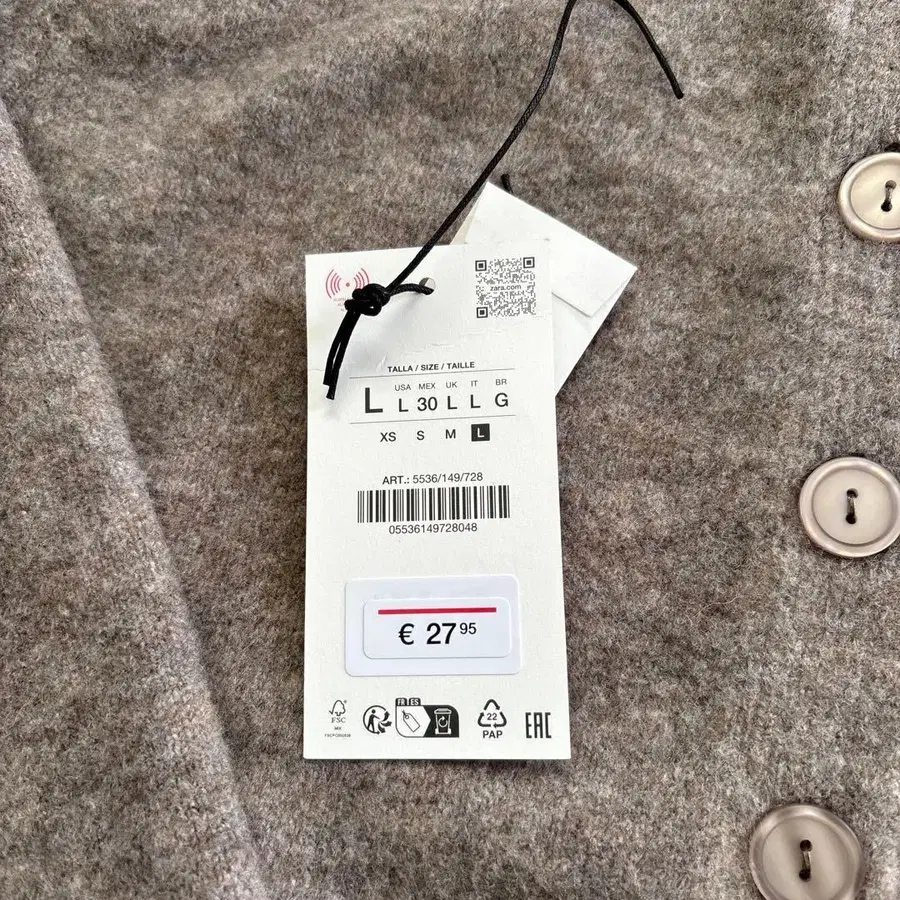 zara.com
TALLA / SIZE / TAILLE
USA MEX UK IT BR
L L 30 L L G
XS S M L
ART.: 5536/149/728
05536149728048
€ 27 95
FR ES
FSC
MIX
22
PAP
EAC